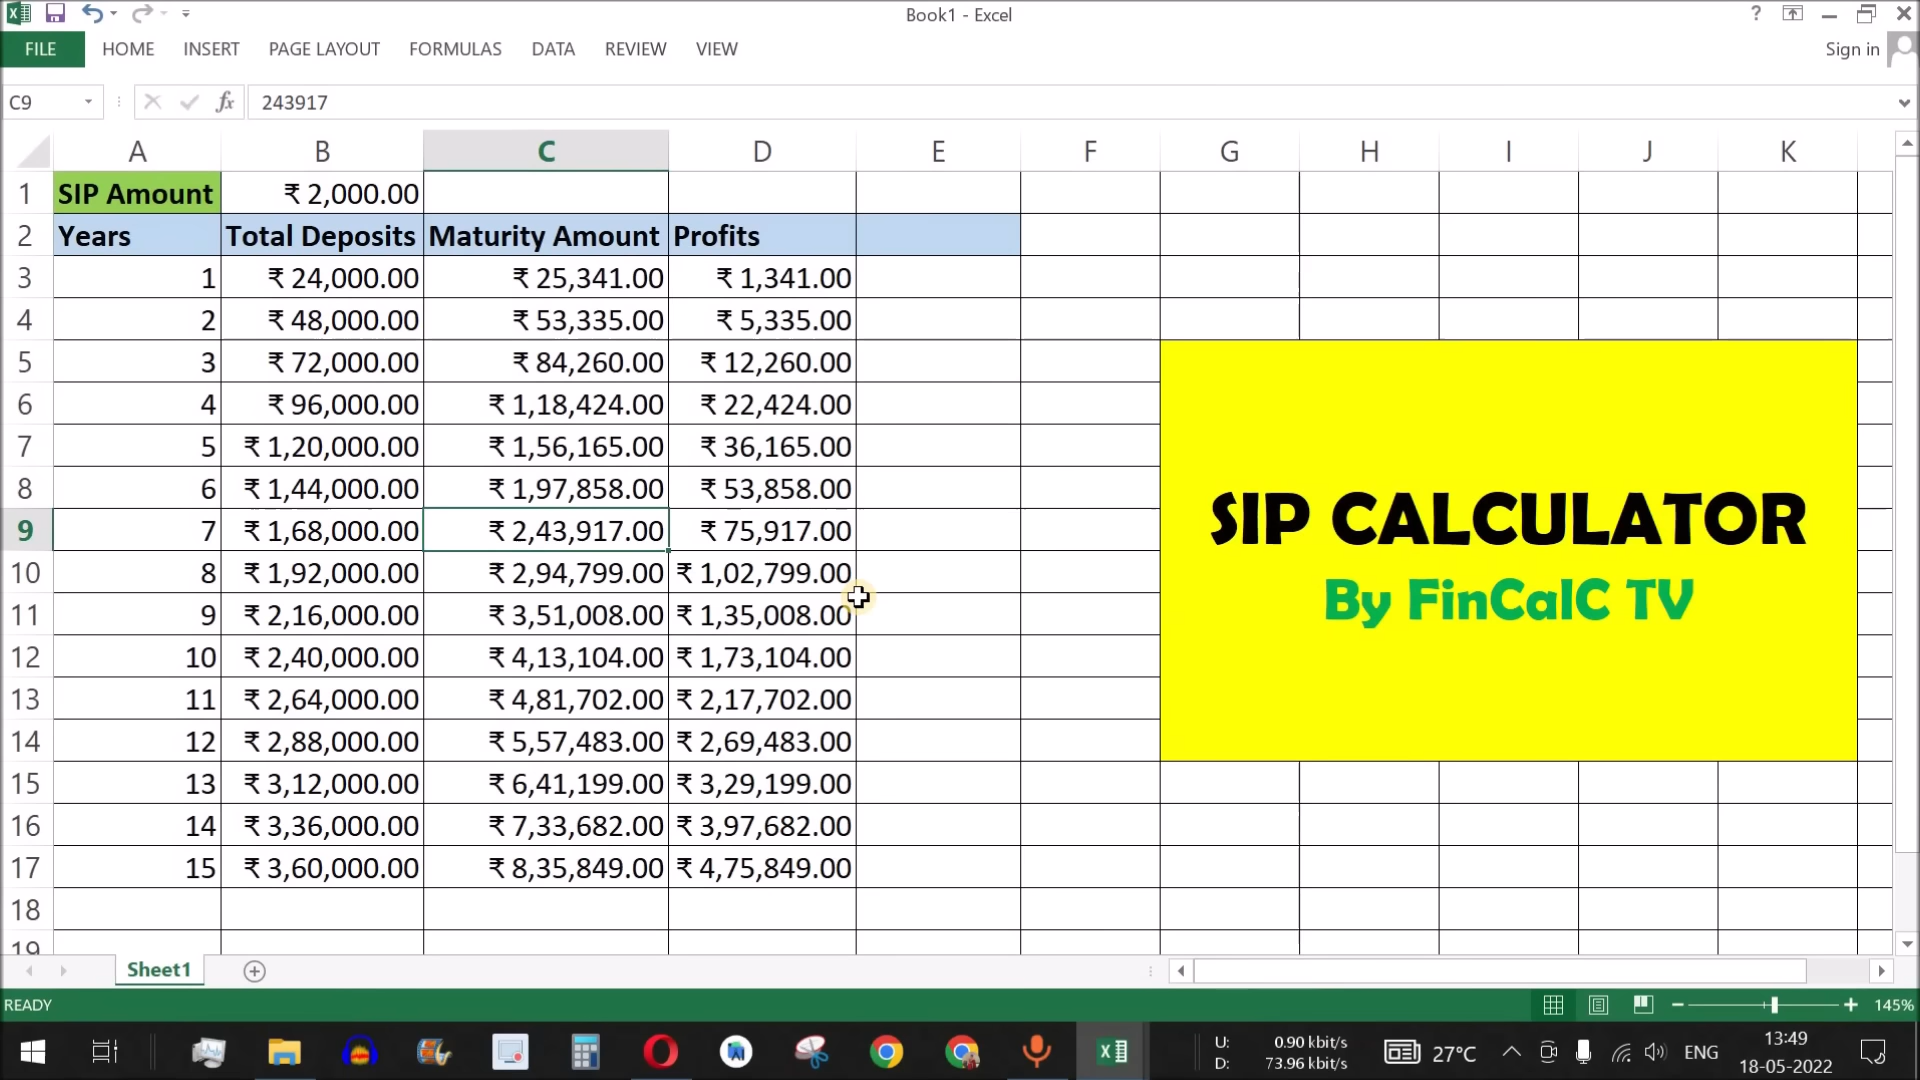 Book1 - Excel
?
FILE HOME INSERT PAGE LAYOUT FORMULAS DATA REVIEW VIEW Sign in
C9 fx 243917
A B C D E F G H I J K
1 SIP Amount ₹ 2,000.00
2 Years Total Deposits Maturity Amount Profits
3 1 ₹ 24,000.00 ₹ 25,341.00 ₹ 1,341.00
4 2 ₹ 48,000.00 ₹ 53,335.00 ₹ 5,335.00
5 3 ₹ 72,000.00 ₹ 84,260.00 ₹ 12,260.00
6 4 ₹ 96,000.00 ₹ 1,18,424.00 ₹ 22,424.00
7 5 ₹ 1,20,000.00 ₹ 1,56,165.00 ₹ 36,165.00
8 6 ₹ 1,44,000.00 ₹ 1,97,858.00 ₹ 53,858.00
9 7 ₹ 1,68,000.00 ₹ 2,43,917.00 ₹ 75,917.00
10 8 ₹ 1,92,000.00 ₹ 2,94,799.00 ₹ 1,02,799.00
11 9 ₹ 2,16,000.00 ₹ 3,51,008.00 ₹ 1,35,008.00
12 10 ₹ 2,40,000.00 ₹ 4,13,104.00 ₹ 1,73,104.00
13 11 ₹ 2,64,000.00 ₹ 4,81,702.00 ₹ 2,17,702.00
14 12 ₹ 2,88,000.00 ₹ 5,57,483.00 ₹ 2,69,483.00
15 13 ₹ 3,12,000.00 ₹ 6,41,199.00 ₹ 3,29,199.00
16 14 ₹ 3,36,000.00 ₹ 7,33,682.00 ₹ 3,97,682.00
17 15 ₹ 3,60,000.00 ₹ 8,35,849.00 ₹ 4,75,849.00
18
19
SIP CALCULATOR
By FinCalC TV
Sheet1
READY 145%
U: 0.90 kbit/s
D: 73.96 kbit/s
27°C ENG
13:49
18-05-2022